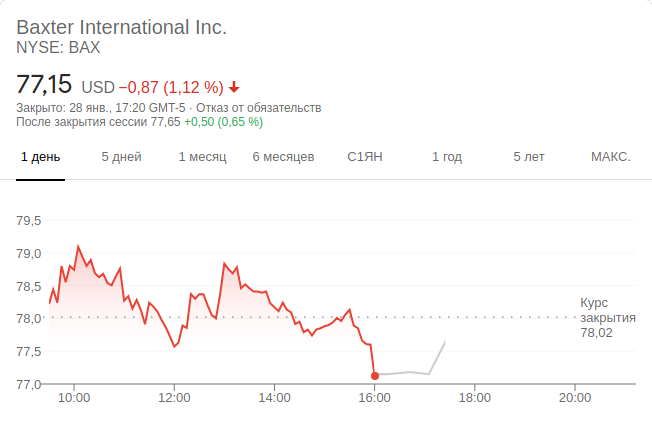 Baxter International Inc.
NYSE: BAX
77,15 USD −0,87 (1,12 %)
Закрыто: 28 янв., 17:20 GMT-5 · Отказ от обязательств
После закрытия сессии 77,65 +0,50 (0,65 %)
1 день 5 дней 1 месяц 6 месяцев С1ЯН 1 год 5 лет МАКС.
79,5
79,0
78,5
78,0
77,5
77,0
Курс
закрытия
78,02
10:00 12:00 14:00 16:00 18:00 20:00